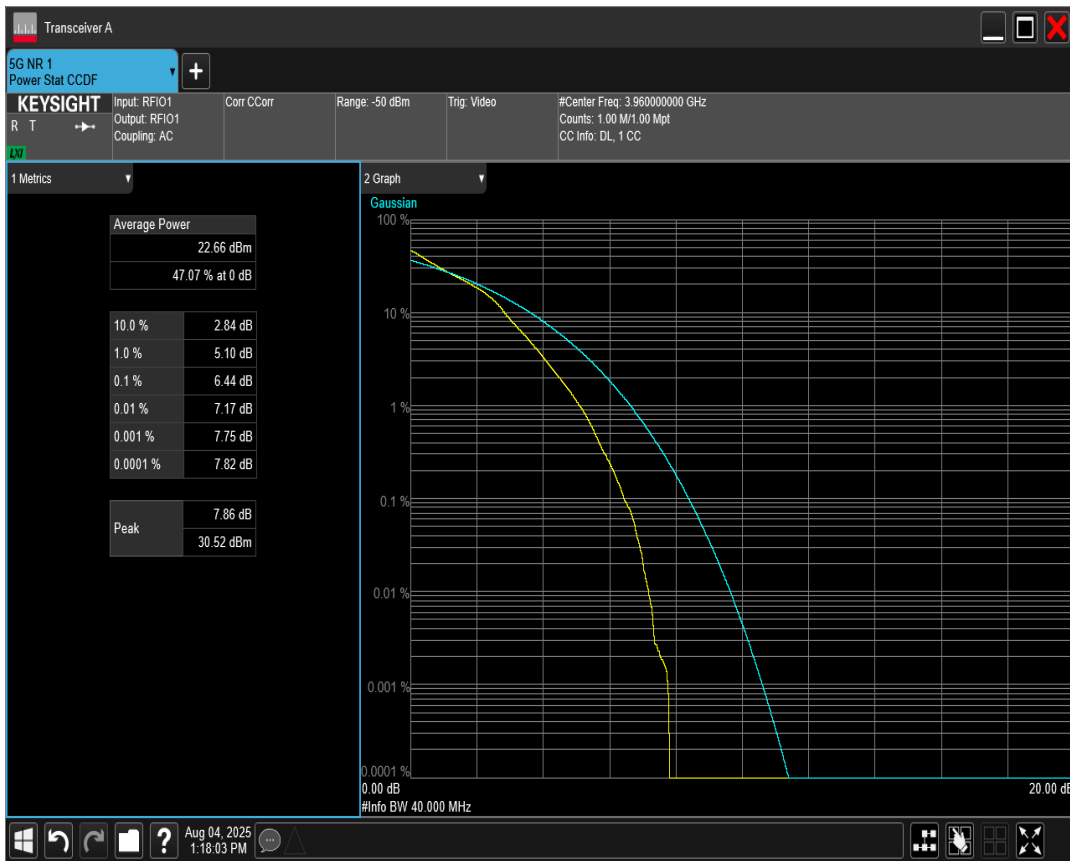 Transceiver A
5G NR 1
Power Stat CCDF
KEYSIGHT
R T
LXI
Input: RFIO1
Output: RFIO1
Coupling: AC
Corr CCorr
Range: -50 dBm
Trig: Video
#Center Freq: 3.960000000 GHz
Counts: 1.00 M/1.00 Mpt
CC Info: DL, 1 CC
1 Metrics
Average Power
22.66 dBm
47.07 % at 0 dB
10.0 % 2.84 dB
1.0 % 5.10 dB
0.1 % 6.44 dB
0.01 % 7.17 dB
0.001 % 7.75 dB
0.0001 % 7.82 dB
Peak
7.86 dB
30.52 dBm
2 Graph
Gaussian
100 %
10 %
1 %
0.1 %
0.01 %
0.001 %
0.0001 %
0.00 dB 20.00 dB
#Info BW 40.000 MHz
?
Aug 04, 2025
1:18:03 PM